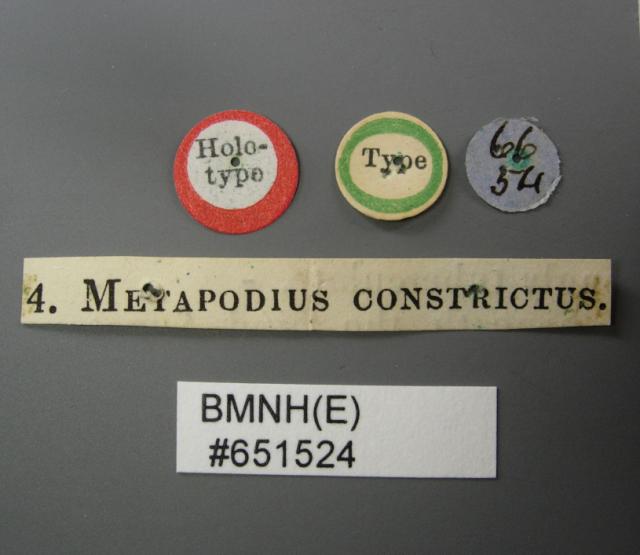 Holo-
type
Type
66
54
4. METAPODIUS CONSTRICTUS.
BMNH(E)
#651524